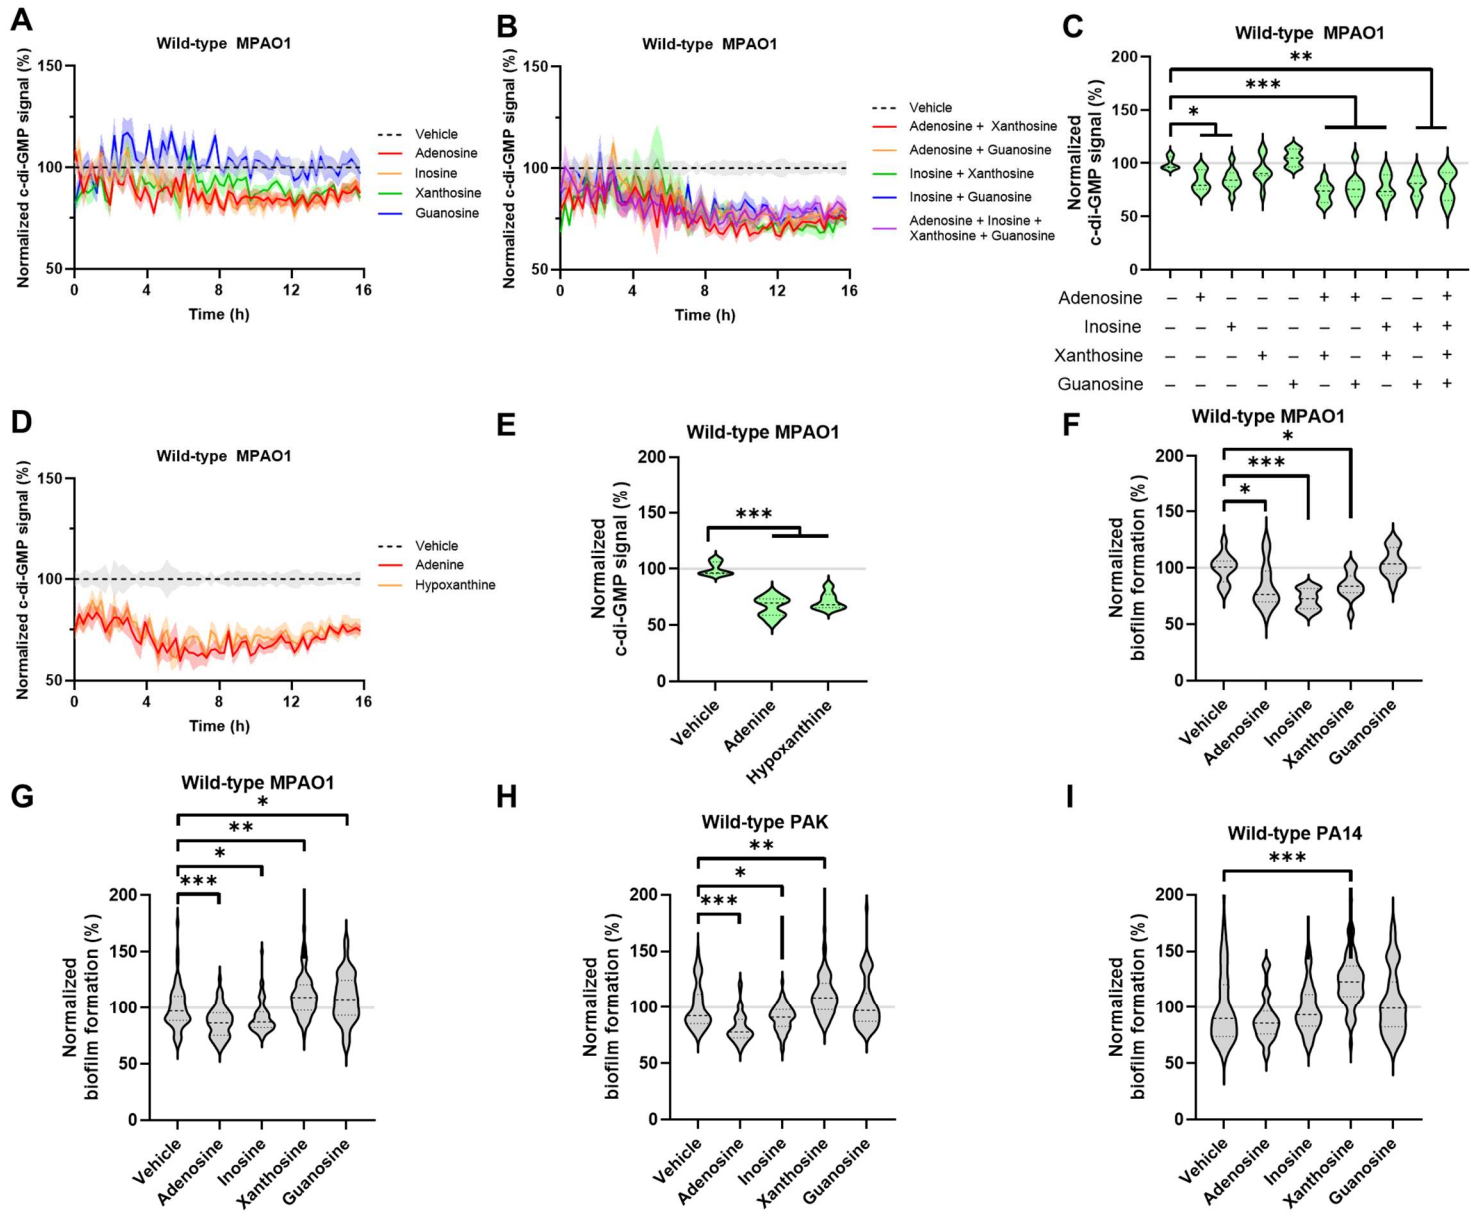 A
Wild-type MPAO1
Normalized c-di-GMP signal (%)
150
100
50
0
4
8
12
16
Time (h)
Vehicle
Adenosine
Inosine
Xanthosine
Guanosine
B
Wild-type MPAO1
Normalized c-di-GMP signal (%)
150
100
50
0
4
8
12
16
Time (h)
Vehicle
Adenosine + Xanthosine
Adenosine + Guanosine
Inosine + Xanthosine
Inosine + Guanosine
Adenosine + Inosine +
Xanthosine + Guanosine
C
Wild-type MPAO1
Normalized
c-di-GMP signal (%)
200
150
100
50
0
**
***
*
Adenosine – + – – – + + – – +
Inosine – – + – – – – + + +
Xanthosine – – – + – + – + – +
Guanosine – – – – + – + – + +
D
Wild-type MPAO1
Normalized c-di-GMP signal (%)
150
100
50
0
4
8
12
16
Time (h)
Vehicle
Adenine
Hypoxanthine
E
Wild-type MPAO1
Normalized
c-di-GMP signal (%)
200
150
100
50
0
***
Vehicle
Adenine
Hypoxanthine
F
Wild-type MPAO1
Normalized
biofilm formation (%)
200
150
100
50
0
*
***
*
Vehicle
Adenosine
Inosine
Xanthosine
Guanosine
G
Wild-type MPAO1
Normalized
biofilm formation (%)
200
150
100
50
0
*
**
*
***
Vehicle
Adenosine
Inosine
Xanthosine
Guanosine
H
Wild-type PAK
Normalized
biofilm formation (%)
200
150
100
50
0
**
*
***
Vehicle
Adenosine
Inosine
Xanthosine
Guanosine
I
Wild-type PA14
Normalized
biofilm formation (%)
200
150
100
50
0
***
Vehicle
Adenosine
Inosine
Xanthosine
Guanosine